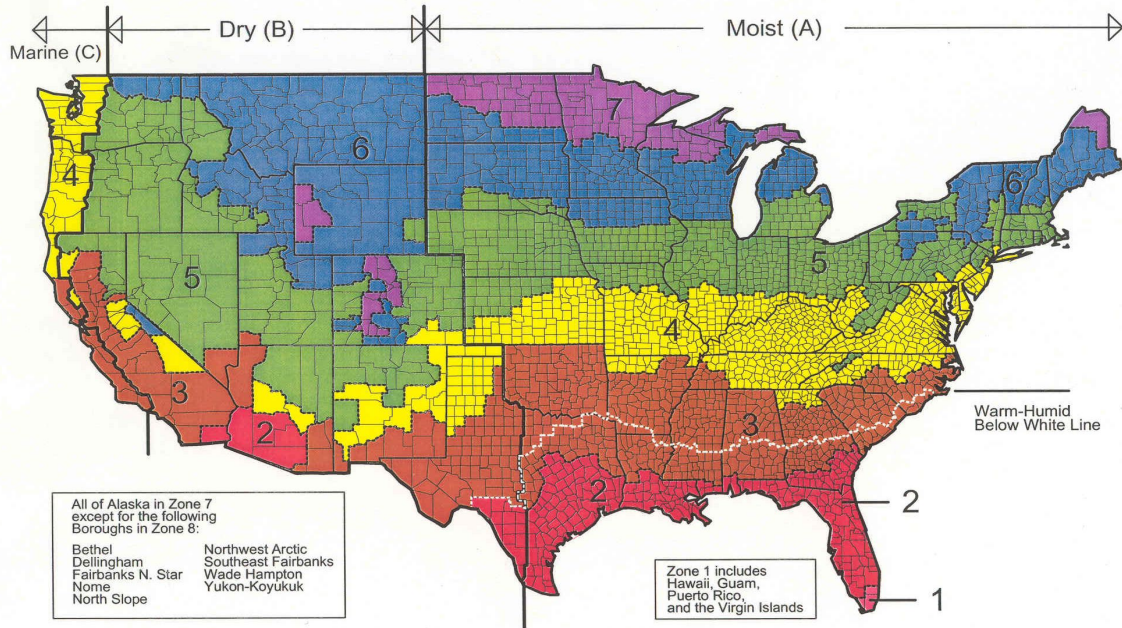 Marine (C)
Dry (B)
Moist (A)
7
6
4
6
5
5
4
3
3
2
2
2
1
Warm-Humid
Below White Line
All of Alaska in Zone 7
except for the following
Boroughs in Zone 8:
Bethel
Dellingham
Fairbanks N. Star
Nome
North Slope
Northwest Arctic
Southeast Fairbanks
Wade Hampton
Yukon-Koyukuk
Zone 1 includes
Hawaii, Guam,
Puerto Rico,
and the Virgin Islands